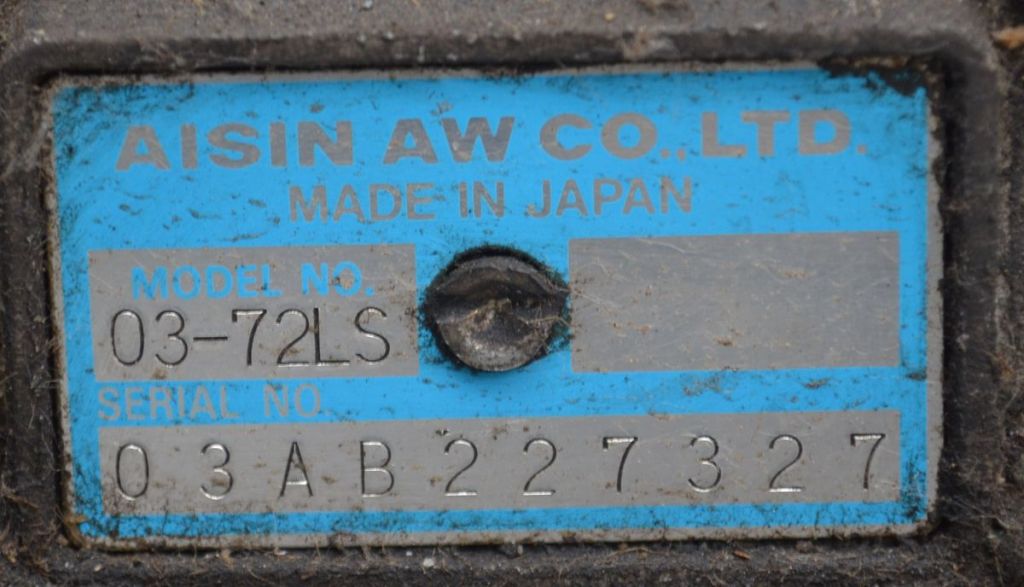 AISIN AW CO., LTD.
MADE IN JAPAN
MODEL NO.
03-72LS
SERIAL NO.
03AB227327